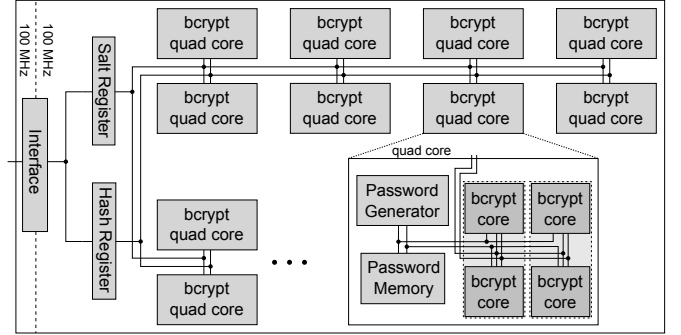 100 MHz
100 MHz
Interface
Salt Register
Hash Register
bcrypt
quad core
bcrypt
quad core
bcrypt
quad core
bcrypt
quad core
bcrypt
quad core
bcrypt
quad core
bcrypt
quad core
bcrypt
quad core
bcrypt
quad core
bcrypt
quad core
quad core
Password
Generator
Password
Memory
bcrypt
core
bcrypt
core
bcrypt
core
bcrypt
core